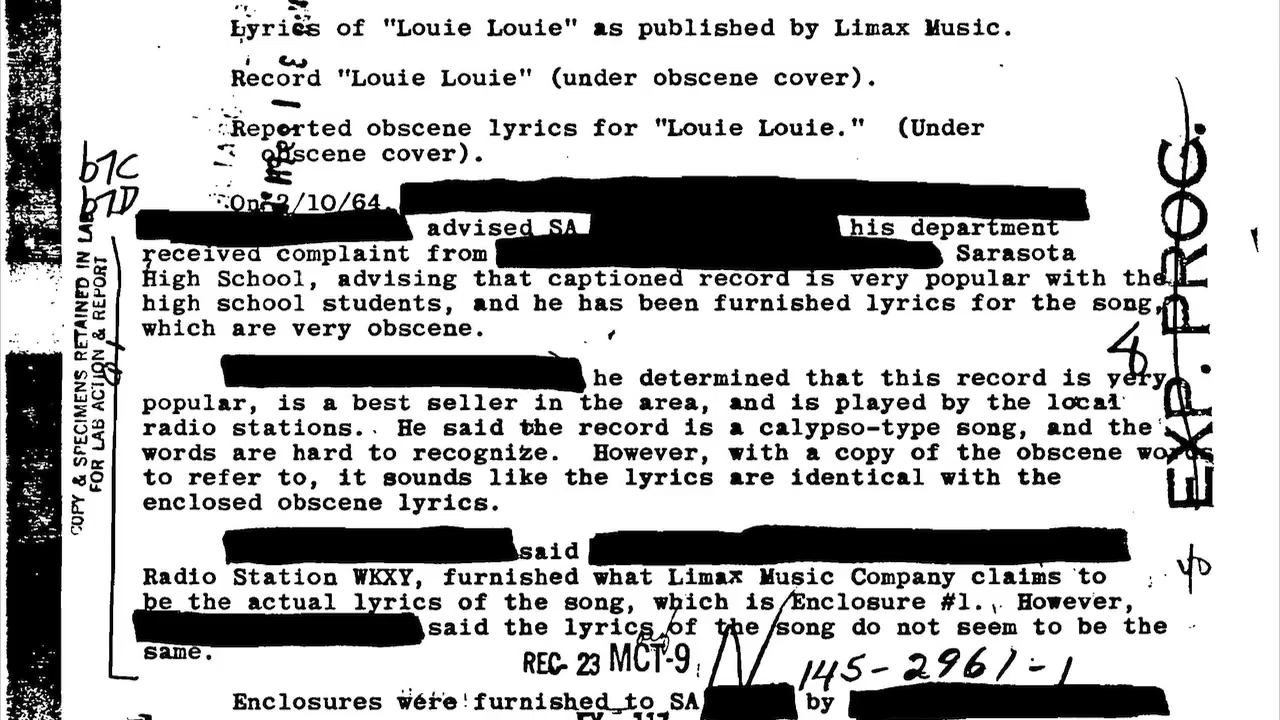 Lyrics of "Louie Louie" as published by Limax Music.
Record "Louie Louie" (under obscene cover).
Reported obscene lyrics for "Louie Louie." (Under
obscene cover).
b7C
b7D
On 2/10/64,
advised SA his department
received complaint from Sarasota
High School, advising that captioned record is very popular with the
high school students, and he has been furnished lyrics for the song,
which are very obscene.
he determined that this record is very
popular, is a best seller in the area, and is played by the local
radio stations. He said the record is a calypso-type song, and the
words are hard to recognize. However, with a copy of the obscene words
to refer to, it sounds like the lyrics are identical with the
enclosed obscene lyrics.
said
Radio Station WKXY, furnished what Limax Music Company claims to
be the actual lyrics of the song, which is Enclosure #1. However,
said the lyrics of the song do not seem to be the
same.
REC- 23 MCT-9
145-2961-1
Enclosures were furnished to SA by
COPY & SPECIMENS RETAINED IN LAB
FOR LAB ACTION & REPORT
EXP. PROC.